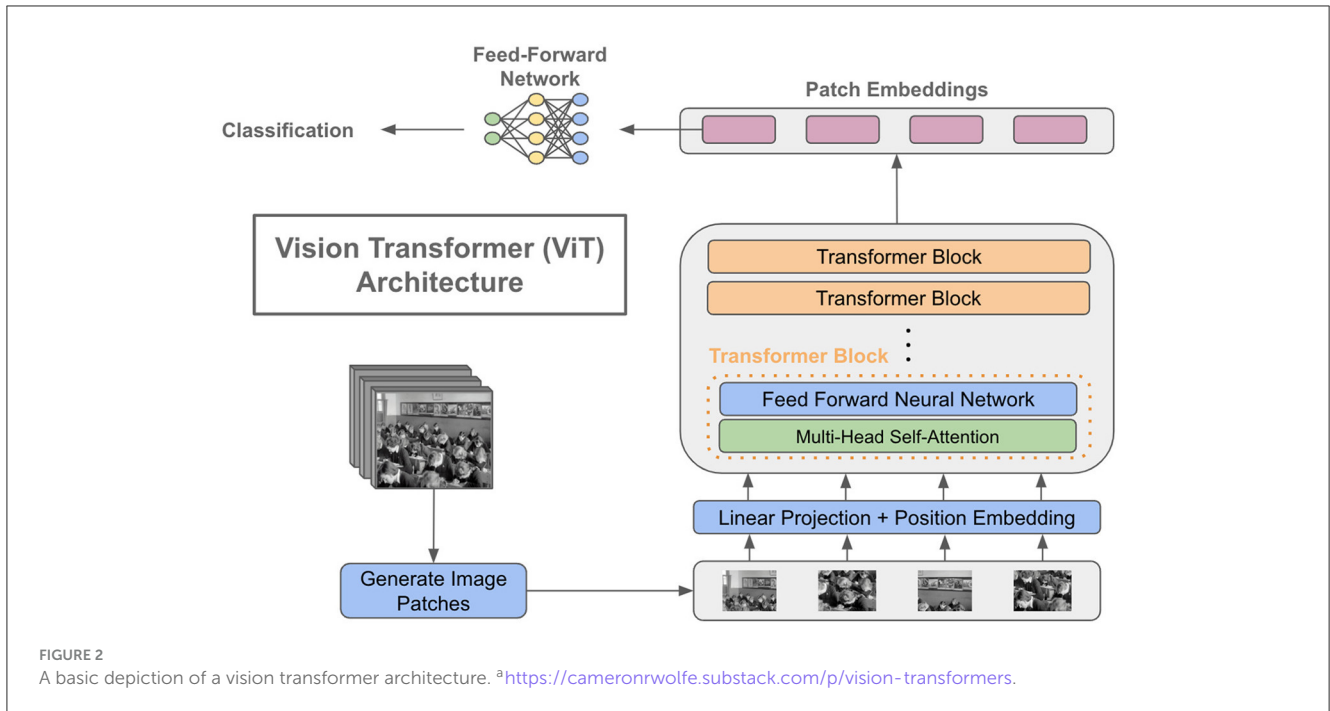 Feed-Forward
Network
Classification
Patch Embeddings
Vision Transformer (ViT)
Architecture
Transformer Block
Transformer Block
Transformer Block
Feed Forward Neural Network
Multi-Head Self-Attention
Linear Projection + Position Embedding
Generate Image
Patches
FIGURE 2
A basic depiction of a vision transformer architecture. ᵃhttps://cameronrwolfe.substack.com/p/vision-transformers.